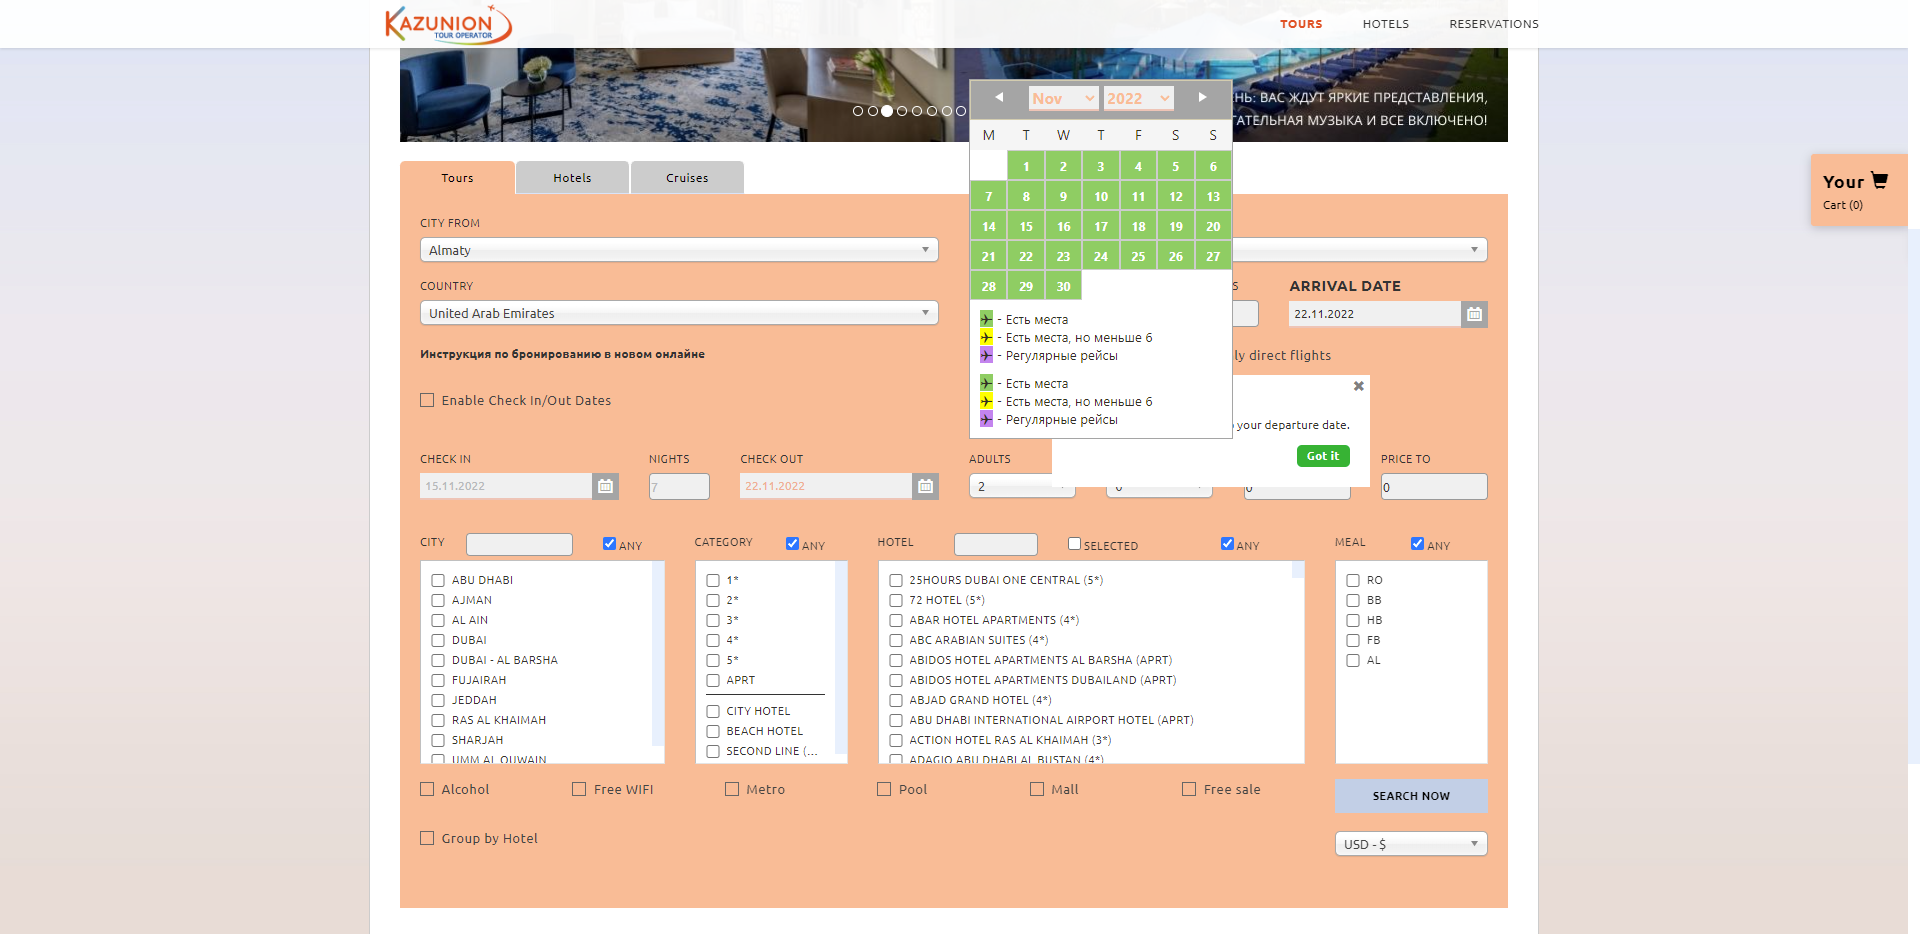 KAZUNION
TOUR OPERATOR
TOURS
HOTELS
RESERVATIONS
ВАС ЖДУТ ЯРКИЕ ПРЕДСТАВЛЕНИЯ,
МУЗЫКА И ВСЕ ВКЛЮЧЕНО!
Nov 2022
M T W T F S S
1 2 3 4 5 6
7 8 9 10 11 12 13
14 15 16 17 18 19 20
21 22 23 24 25 26 27
28 29 30
- Есть места
- Есть места, но меньше 6
- Регулярные рейсы
- Есть места
- Есть места, но меньше 6
- Регулярные рейсы
Your
Cart (0)
Tours
Hotels
Cruises
CITY FROM
Almaty
COUNTRY
United Arab Emirates
ARRIVAL DATE
22.11.2022
Инструкция по бронированию в новом онлайне
direct flights
Enable Check In/Out Dates
your departure date.
Got it
CHECK IN
NIGHTS
CHECK OUT
ADULTS
PRICE TO
15.11.2022
7
22.11.2022
2
0
0
0
CITY
ANY
CATEGORY
ANY
HOTEL
SELECTED
ANY
MEAL
ANY
ABU DHABI
AJMAN
AL AIN
DUBAI
DUBAI - AL BARSHA
FUJAIRAH
JEDDAH
RAS AL KHAIMAH
SHARJAH
UMM AL QUWAIN
1*
2*
3*
4*
5*
APRT
CITY HOTEL
BEACH HOTEL
SECOND LINE (...
25HOURS DUBAI ONE CENTRAL (5*)
72 HOTEL (5*)
ABAR HOTEL APARTMENTS (4*)
ABC ARABIAN SUITES (4*)
ABIDOS HOTEL APARTMENTS AL BARSHA (APRT)
ABIDOS HOTEL APARTMENTS DUBAILAND (APRT)
ABJAD GRAND HOTEL (4*)
ABU DHABI INTERNATIONAL AIRPORT HOTEL (APRT)
ACTION HOTEL RAS AL KHAIMAH (3*)
ADAGIO ABU DHABI AL BUSTAN (4*)
RO
BB
HB
FB
AL
Alcohol
Free WIFI
Metro
Pool
Mall
Free sale
SEARCH NOW
Group by Hotel
USD - $